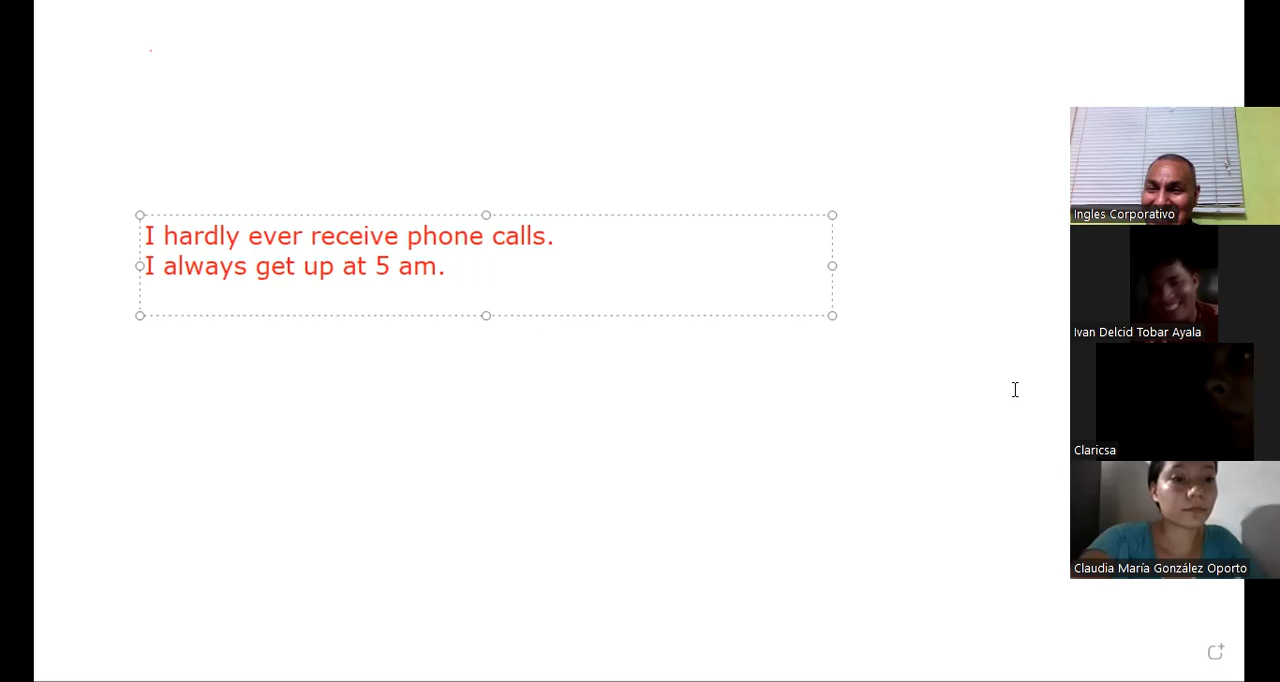 I hardly ever receive phone calls.
I always get up at 5 am.
Ingles Corporativo
Ivan Delcid Tobar Ayala
Claricsa
Claudia María González Oporto